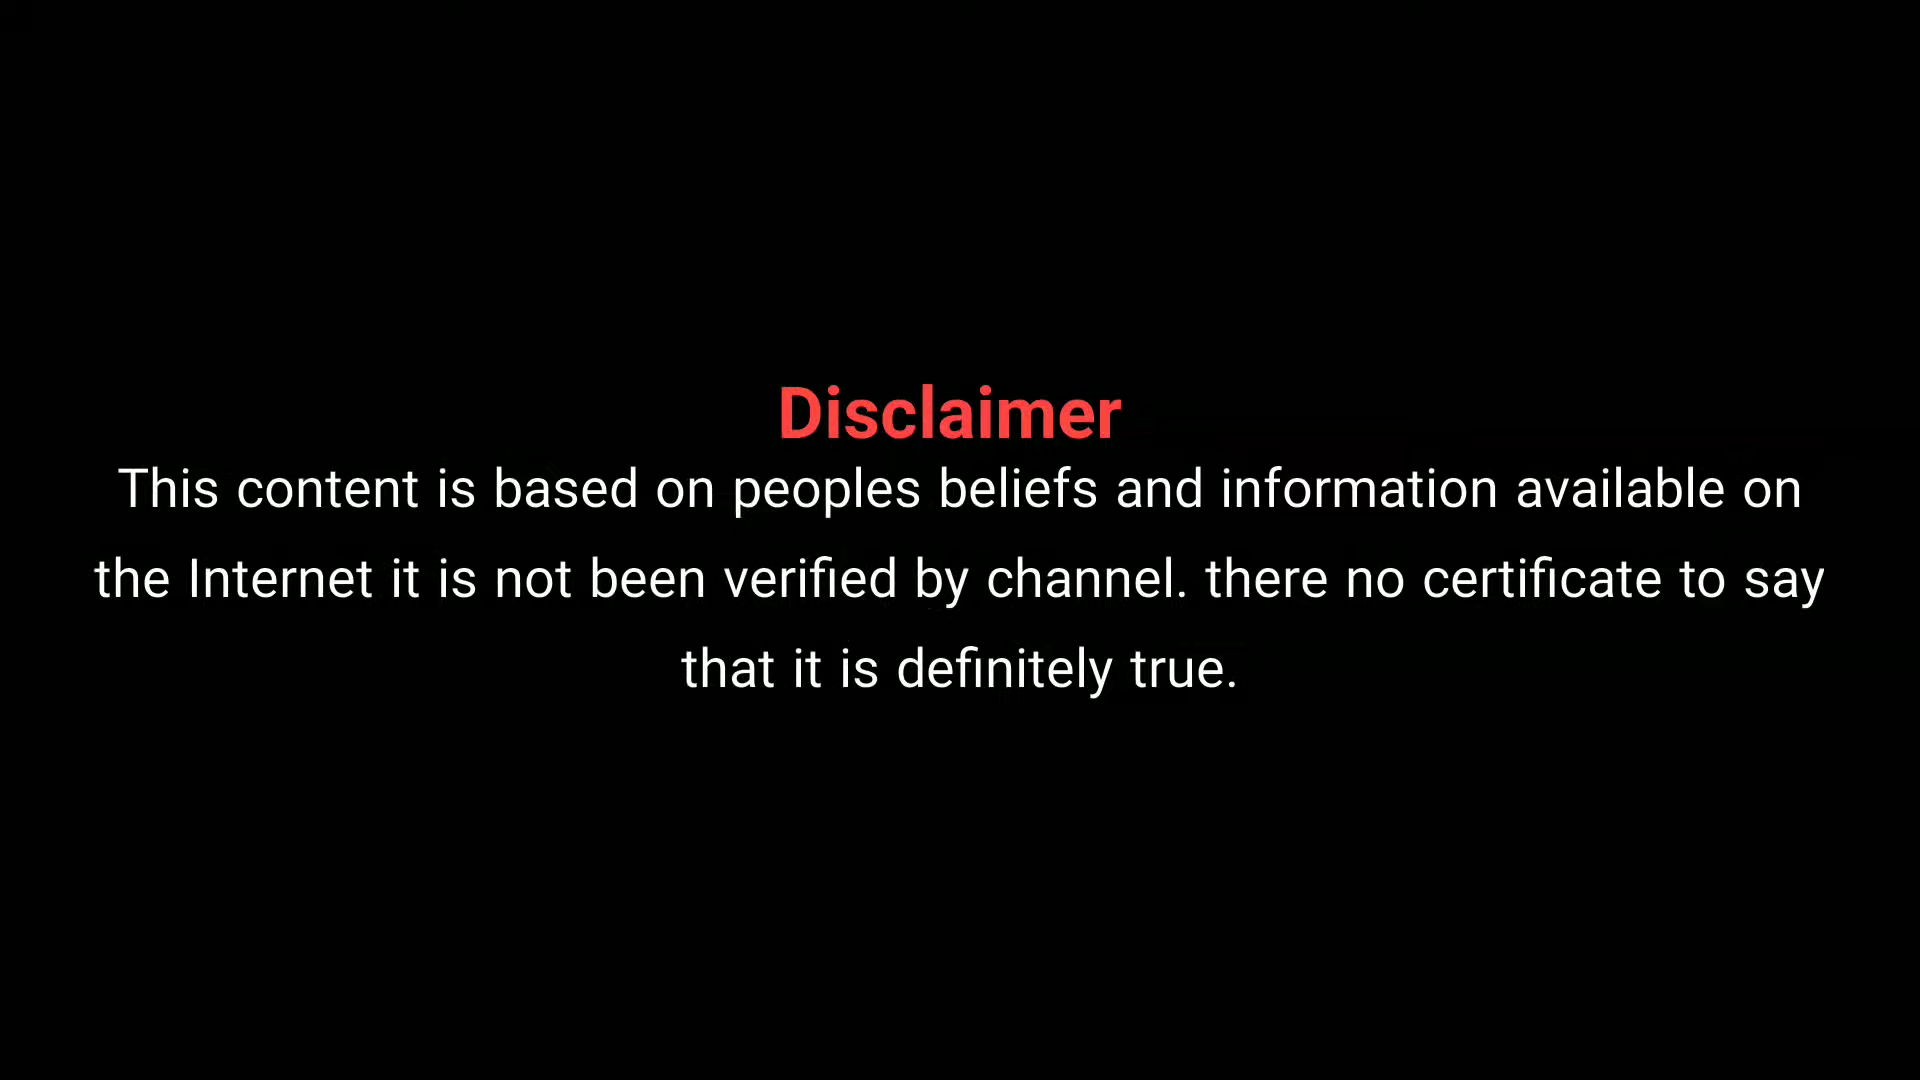 Disclaimer
This content is based on peoples beliefs and information available on
the Internet it is not been verified by channel. there no certificate to say
that it is definitely true.